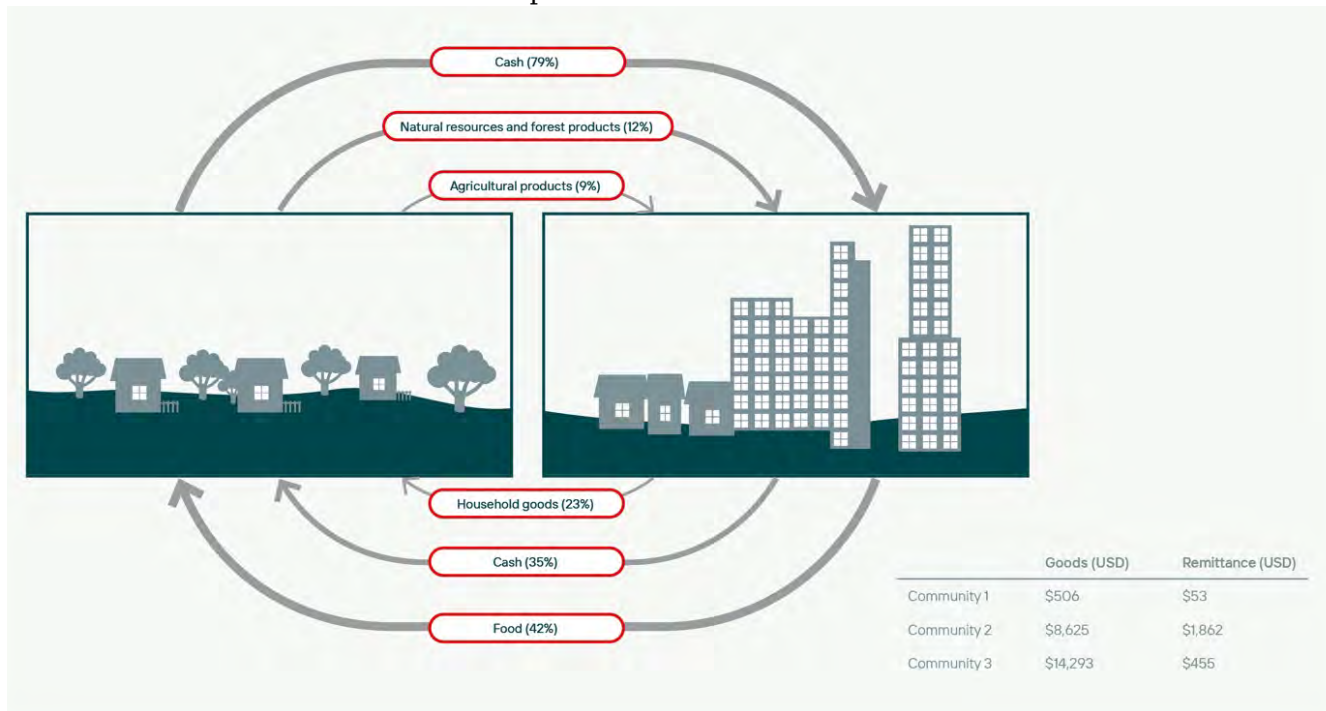 Cash (79%)
Natural resources and forest products (12%)
Agricultural products (9%)
Household goods (23%)
Cash (35%)
Food (42%)
Goods (USD) Remittance (USD)
Community 1 $506 $53
Community 2 $8,625 $1,862
Community 3 $14,293 $455